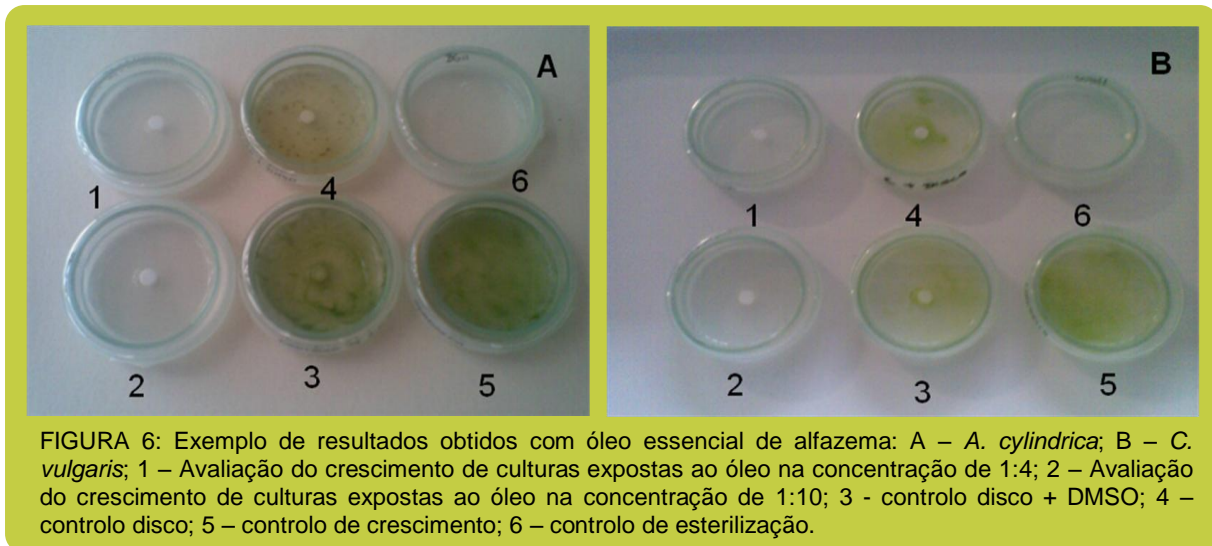 A
1
4
6
2
3
5
B
1
4
6
2
3
5
FIGURA 6: Exemplo de resultados obtidos com óleo essencial de alfazema: A – A. cylindrica; B – C.
vulgaris; 1 – Avaliação do crescimento de culturas expostas ao óleo na concentração de 1:4; 2 – Avaliação
do crescimento de culturas expostas ao óleo na concentração de 1:10; 3 - controlo disco + DMSO; 4 –
controlo disco; 5 – controlo de crescimento; 6 – controlo de esterilização.